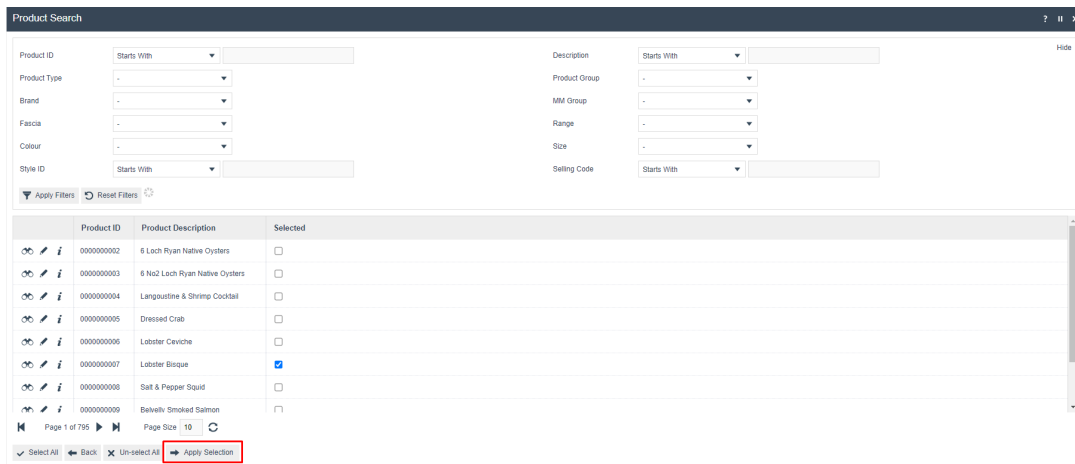 Product Search
? II
Hide
Product ID Starts With Description Starts With
Product Type - Product Group -
Brand - MM Group -
Fascia - Range -
Colour - Size -
Style ID Starts With Selling Code Starts With
Apply Filters Reset Filters
Product ID Product Description Selected
i 0000000002 6 Loch Ryan Native Oysters
i 0000000003 6 No2 Loch Ryan Native Oysters
i 0000000004 Langoustine & Shrimp Cocktail
i 0000000005 Dressed Crab
i 0000000006 Lobster Ceviche
i 0000000007 Lobster Bisque
i 0000000008 Salt & Pepper Squid
i 0000000009 Belvelly Smoked Salmon
Page 1 of 795 Page Size 10
Select All Back Un-select All Apply Selection